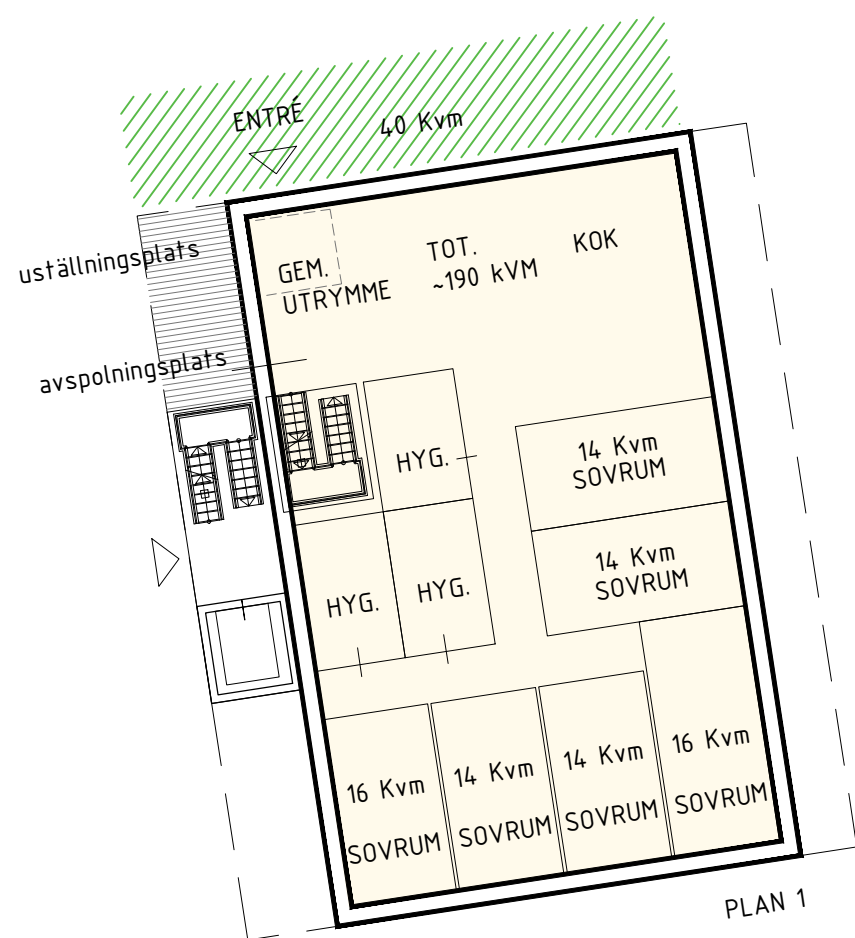 ENTRÉ
40 Kvm
uställningsplats
GEM.
UTRYMME
TOT.
~190 kVM
KOK
avspolningsplats
HYG.
14 Kvm
SOVRUM
14 Kvm
SOVRUM
HYG.
HYG.
16 Kvm
SOVRUM
14 Kvm
SOVRUM
14 Kvm
SOVRUM
16 Kvm
SOVRUM
PLAN 1